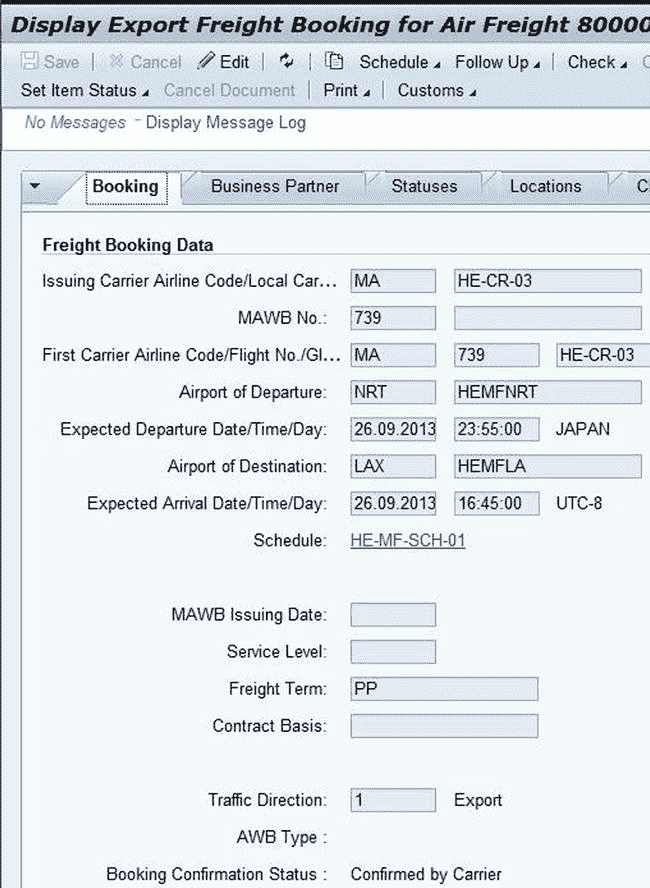 Display Export Freight Booking for Air Freight 80000
Save Cancel Edit Schedule Follow Up Check
Set Item Status Cancel Document Print Customs
No Messages - Display Message Log
Booking Business Partner Statuses Locations
Freight Booking Data
Issuing Carrier Airline Code/Local Car... MA HE-CR-03
MAWB No.: 739
First Carrier Airline Code/Flight No./Gl... MA 739 HE-CR-03
Airport of Departure: NRT HEMFNRT
Expected Departure Date/Time/Day: 26.09.2013 23:55:00 JAPAN
Airport of Destination: LAX HEMFLA
Expected Arrival Date/Time/Day: 26.09.2013 16:45:00 UTC-8
Schedule: HE-MF-SCH-01
MAWB Issuing Date:
Service Level:
Freight Term: PP
Contract Basis:
Traffic Direction: 1 Export
AWB Type :
Booking Confirmation Status : Confirmed by Carrier